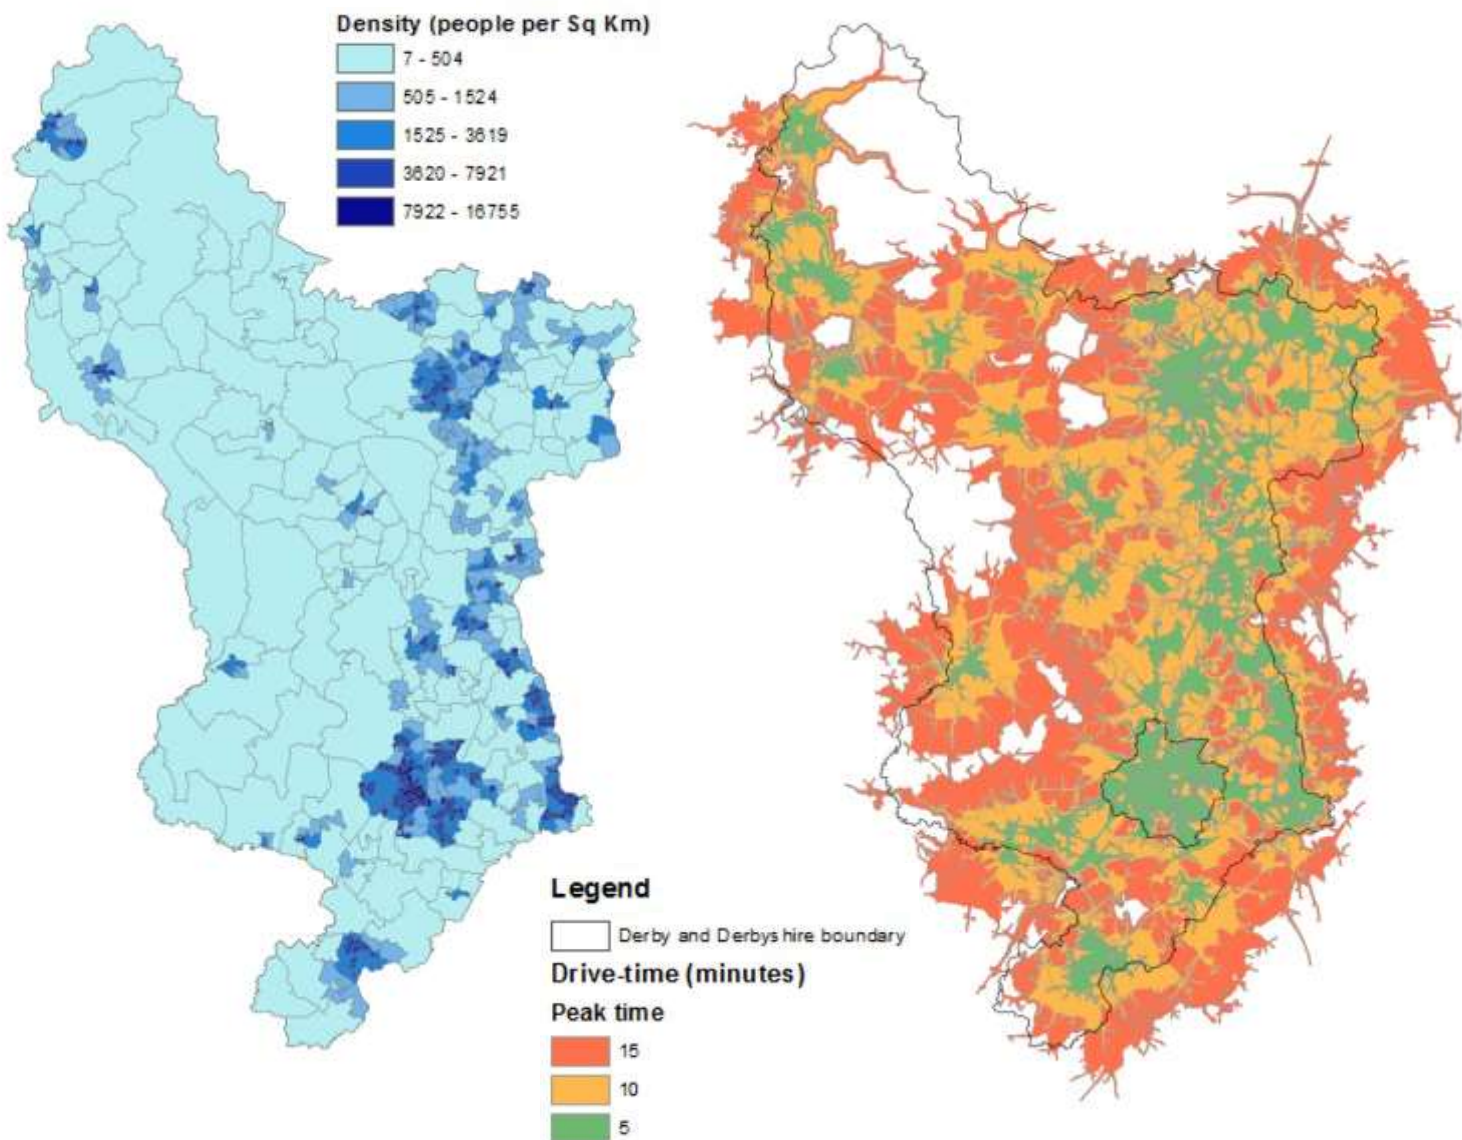 Density (people per Sq Km)
7 - 504
505 - 1524
1525 - 3619
3620 - 7921
7922 - 16755
Legend
Derby and Derbyshire boundary
Drive-time (minutes)
Peak time
15
10
5